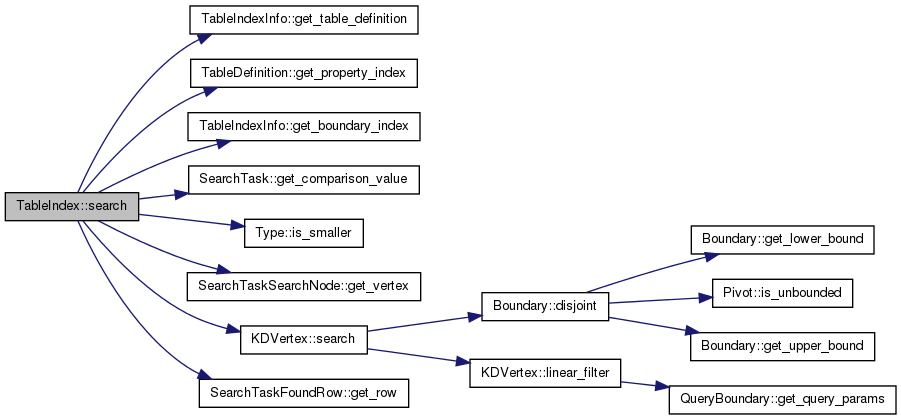 TableIndexInfo::get_table_definition
TableDefinition::get_property_index
TableIndexInfo::get_boundary_index
SearchTask::get_comparison_value
TableIndex::search
Type::is_smaller
Boundary::get_lower_bound
SearchTaskSearchNode::get_vertex
Pivot::is_unbounded
Boundary::disjoint
KDVertex::search
Boundary::get_upper_bound
KDVertex::linear_filter
SearchTaskFoundRow::get_row
QueryBoundary::get_query_params